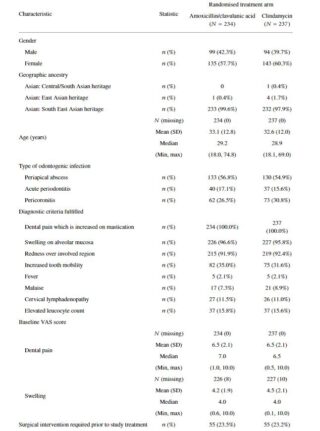 Randomised treatment arm
Characteristic Statistic Amoxicillin/clavulanic acid Clindamycin
(N = 234) (N = 237)
Gender
Male n (%) 99 (42.3%) 94 (39.7%)
Female n (%) 135 (57.7%) 143 (60.3%)
Geographic ancestry
Asian: Central/South Asian heritage n (%) 0 1 (0.4%)
Asian: East Asian heritage n (%) 1 (0.4%) 4 (1.7%)
Asian: South East Asian heritage n (%) 233 (99.6%) 232 (97.9%)
Age (years) N (missing) 234 (0) 237 (0)
Mean (SD) 33.1 (12.8) 32.6 (12.0)
Median 29.2 28.9
(Min, max) (18.0, 74.8) (18.1, 69.0)
Type of odontogenic infection
Periapical abscess n (%) 133 (56.8%) 130 (54.9%)
Acute periodontitis n (%) 40 (17.1%) 37 (15.6%)
Pericoronitis n (%) 62 (26.5%) 73 (30.8%)
Diagnostic criteria fulfilled
Dental pain which is increased on mastication n (%) 234 (100.0%) 237
(100.0%)
Swelling on alveolar mucosa n (%) 226 (96.6%) 227 (95.8%)
Redness over involved region n (%) 215 (91.9%) 219 (92.4%)
Increased tooth mobility n (%) 82 (35.0%) 75 (31.6%)
Fever n (%) 5 (2.1%) 5 (2.1%)
Malaise n (%) 17 (7.3%) 21 (8.9%)
Cervical lymphadenopathy n (%) 27 (11.5%) 26 (11.0%)
Elevated leucocyte count n (%) 37 (15.8%) 37 (15.6%)
Baseline VAS score
Dental pain N (missing) 234 (0) 237 (0)
Mean (SD) 6.5 (2.1) 6.5 (2.1)
Median 7.0 6.5
(Min, max) (1.0, 10.0) (0.5, 10.0)
Swelling N (missing) 226 (8) 227 (10)
Mean (SD) 4.2 (1.9) 4.5 (2.1)
Median 4.0 4.0
(Min, max) (0.6, 10.0) (0.1, 10.0)
Surgical intervention required prior to study treatment n (%) 55 (23.5%) 55 (23.2%)